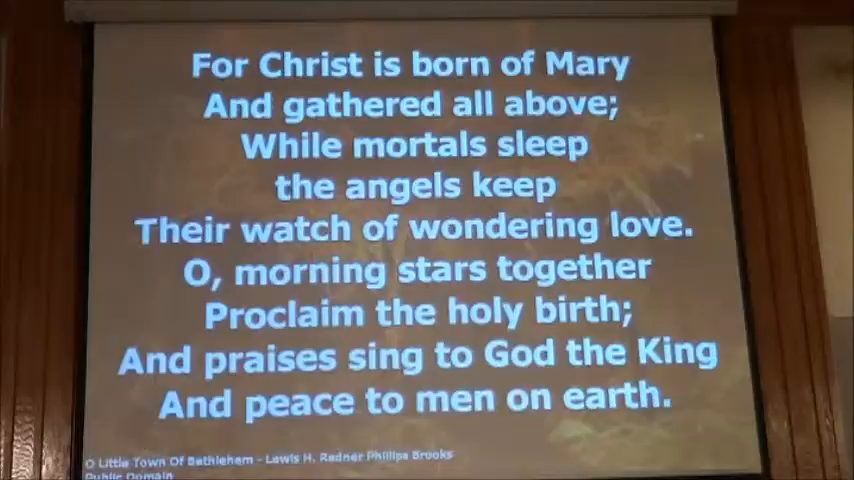 For Christ is born of Mary
And gathered all above;
While mortals sleep
the angels keep
Their watch of wondering love.
O, morning stars together
Proclaim the holy birth;
And praises sing to God the King
And peace to men on earth.
O Little Town Of Bethlehem - Lewis H. Redner Phillips Brooks
Public Domain